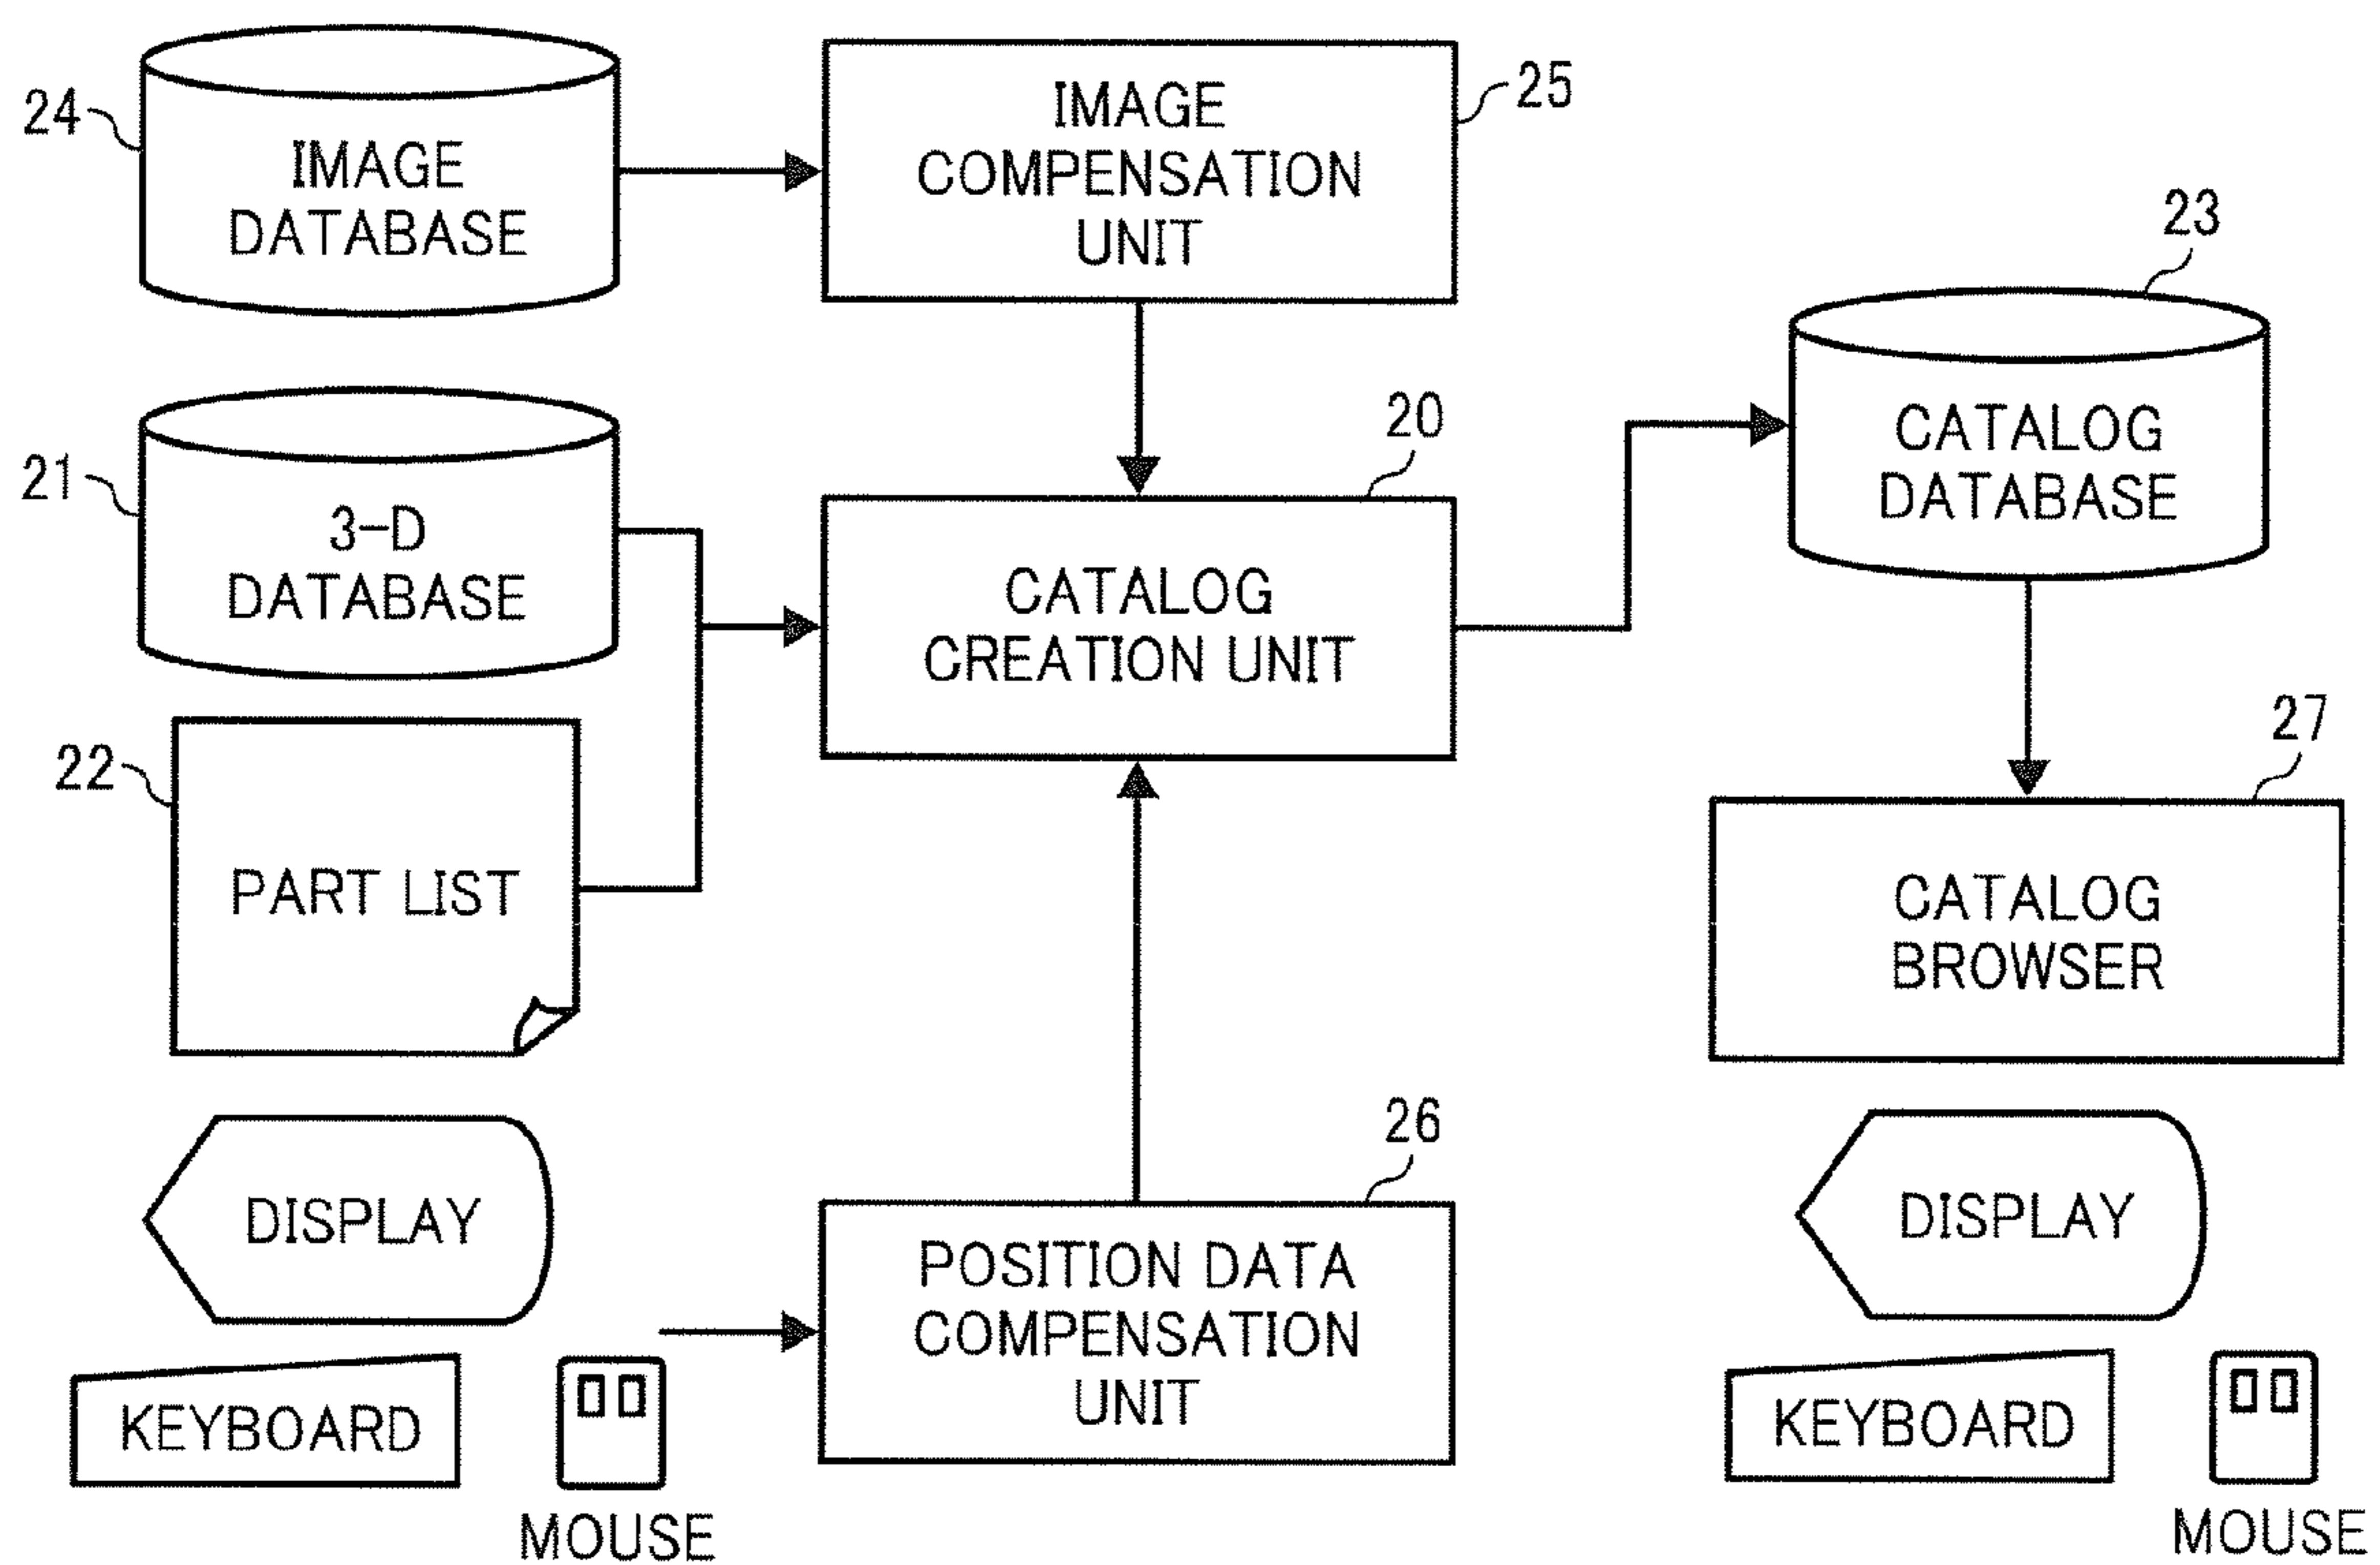 24
IMAGE
DATABASE
IMAGE
COMPENSATION
UNIT
25
21
3-D
DATABASE
20
CATALOG
CREATION UNIT
23
CATALOG
DATABASE
22
PART LIST
27
CATALOG
BROWSER
DISPLAY
KEYBOARD
MOUSE
26
POSITION DATA
COMPENSATION
UNIT
DISPLAY
KEYBOARD
MOUSE